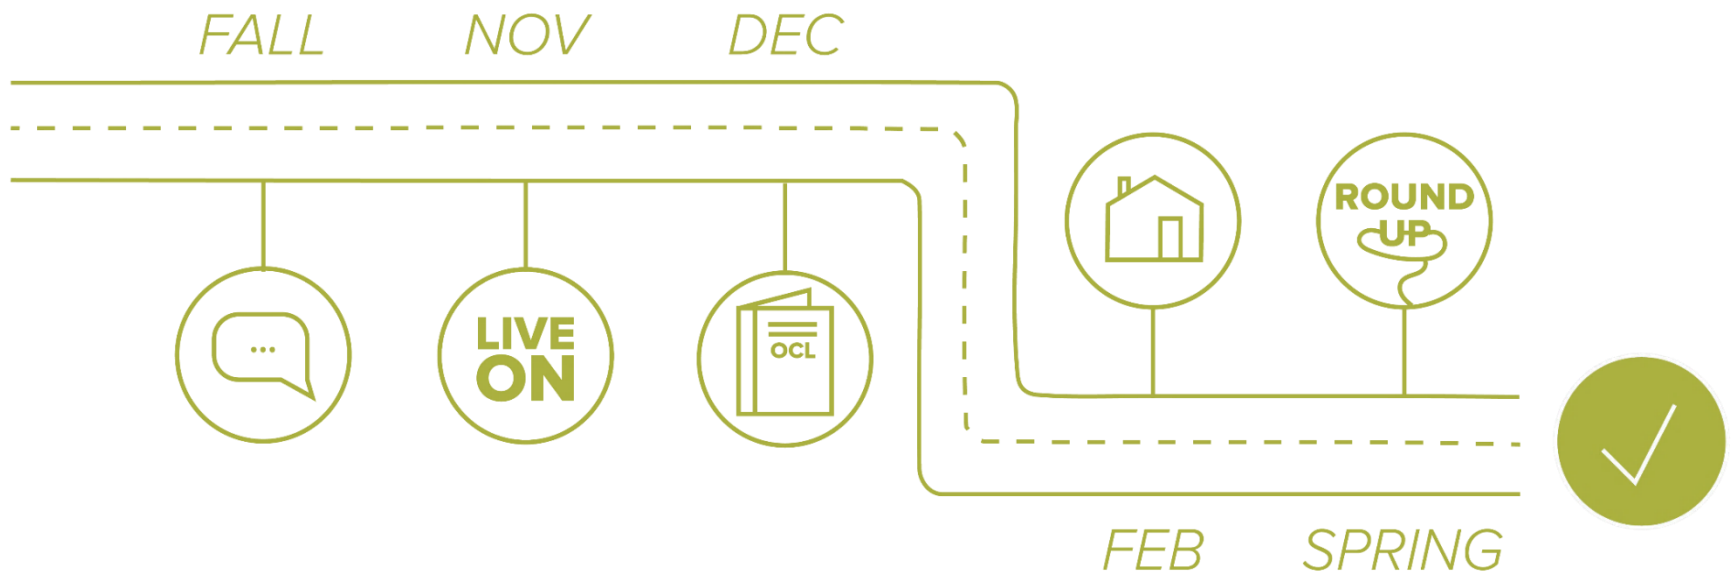 FALL
NOV
DEC
LIVE
ON
OCL
ROUND
UP
FEB
SPRING